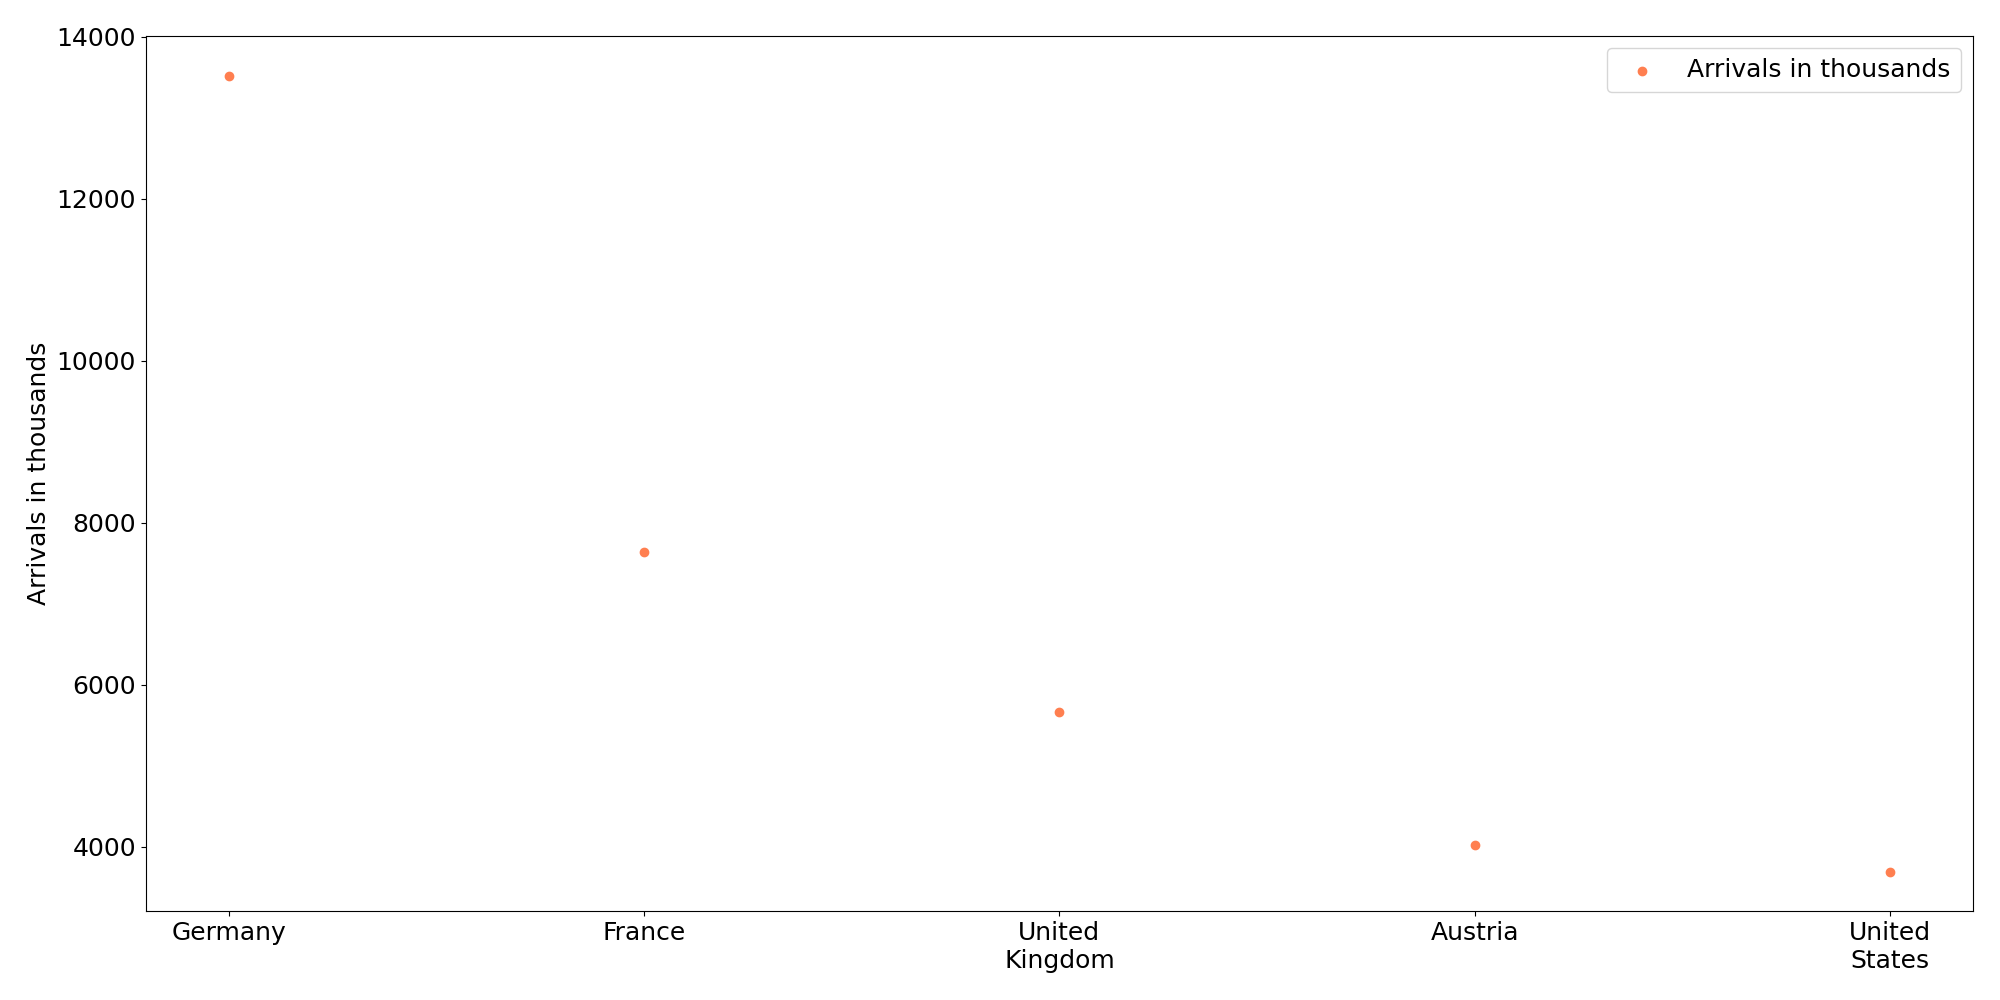 14000
12000
10000
8000
6000
4000
Arrivals in thousands
Arrivals in thousands
Germany
France
United
Kingdom
Austria
United
States